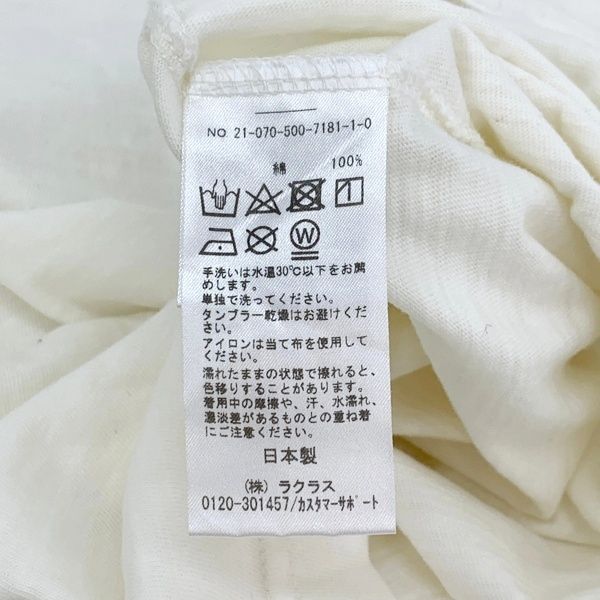 NO. 21-070-500-7181-1-0
綿 100%
W
手洗いは水温30℃以下をお薦
めします。
単独で洗ってください。
タンブラー乾燥はお避けくださ
い。
アイロンは当て布を使用して
ください。
濡れたままの状態で擦れると、
色移りすることがあります。
着用中の摩擦や、汗、水濡れ、
濃淡差があるものとの重ね着
にご注意ください。
日本製
(株) ラクラス
0120-301457/カスタマーサポート